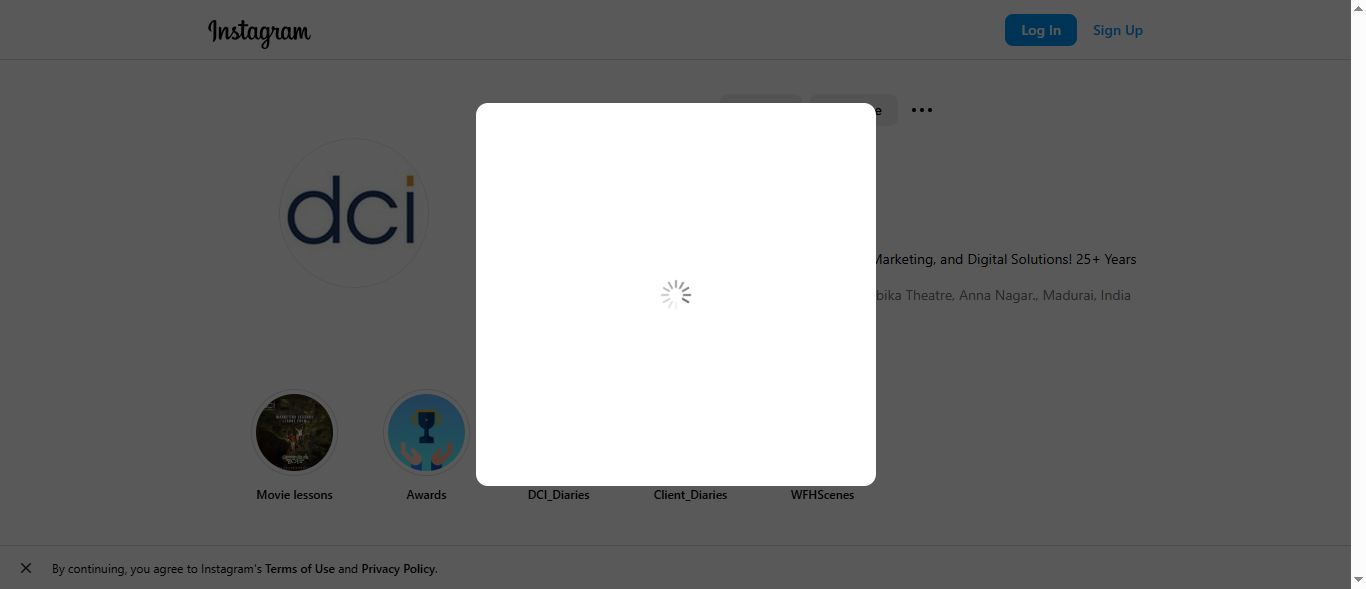 Instagram
Log In
Sign Up
e
dci
Marketing, and Digital Solutions! 25+ Years
bika Theatre, Anna Nagar., Madurai, India
Movie lessons
Awards
DCI_Diaries
Client_Diaries
WFHScenes
By continuing, you agree to Instagram's Terms of Use and Privacy Policy.